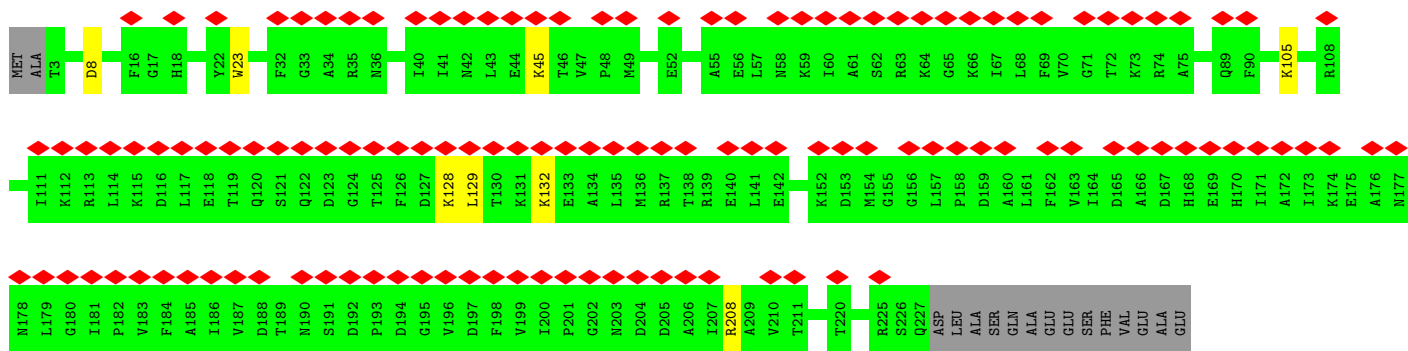 MET ALA T3 D8 F16 G17 H18 Y22 W23 F32 G33 A34 R35 N36 I40 I41 N42 L43 E44 K45 T46 V47 P48 M49 E52 A55 E56 L57 N58 K59 I60 A61 S62 R63 K64 G65 K66 I67 L68 F69 V70 G71 T72 K73 R74 A75 Q89 F90 K105 R108
I111 K112 R113 L114 K115 D116 L117 E118 T119 Q120 S121 Q122 D123 G124 T125 F126 D127 K128 L129 T130 K131 K132 E133 A134 L135 M136 R137 T138 R139 E140 L141 E142 K152 D153 M154 G155 G156 L157 P158 D159 A160 L161 F162 V163 I164 D165 A166 D167 H168 E169 H170 I171 A172 I173 K174 E175 A176 N177
N178 L179 G180 I181 P182 V183 F184 A185 I186 V187 D188 T189 N190 S191 D192 P193 D194 G195 V196 D197 F198 V199 I200 P201 G202 N203 D204 D205 A206 I207 R208 A209 V210 T211 T220 R225 S226 Q227 ASP LEU ALA SER GLN ALA GLU GLU SER PHE VAL GLU ALA GLU